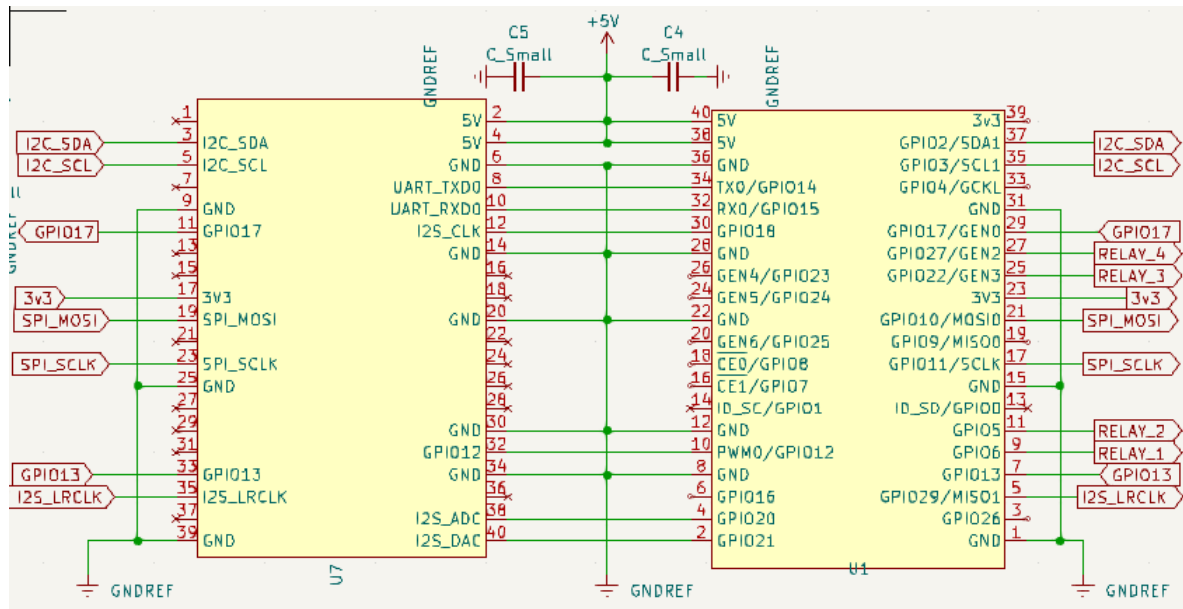 +5V
C5
C_Small
C4
C_Small
GNDREF
GNDREF
1
2
5V
40
5V
3v3
39
I2C_SDA
3
I2C_SDA
5V
4
38
5V
GPIO2/SDA1
37
I2C_SDA
I2C_SCL
5
I2C_SCL
GND
6
36
GND
GPIO3/SCL1
35
I2C_SCL
7
UART_TXD0
8
34
TX0/GPIO14
GPIO4/GCKL
33
9
GND
UART_RXD0
10
32
RX0/GPIO15
GND
31
GPIO17
11
GPIO17
I2S_CLK
12
30
GPIO18
GPIO17/GEN0
29
GPIO17
13
GND
14
28
GND
GPIO27/GEN2
27
RELAY_4
15
16
26
GEN4/GPIO23
GPIO22/GEN3
25
RELAY_3
3v3
17
3V3
18
24
GEN5/GPIO24
3V3
23
3v3
SPI_MOSI
19
SPI_MOSI
GND
20
22
GND
GPIO10/MOSI0
21
SPI_MOSI
21
22
20
GEN6/GPIO25
GPIO9/MISO0
19
SPI_SCLK
23
SPI_SCLK
24
18
CE0/GPIO8
GPIO11/SCLK
17
SPI_SCLK
25
GND
26
16
CE1/GPIO7
GND
15
27
28
14
ID_SC/GPIO1
ID_SD/GPIO0
13
29
GND
30
12
GND
GPIO5
11
RELAY_2
31
GPIO12
32
10
PWM0/GPIO12
GPIO6
9
RELAY_1
GPIO13
33
GPIO13
GND
34
8
GND
GPIO13
7
GPIO13
I2S_LRCLK
35
I2S_LRCLK
36
6
GPIO16
GPIO29/MISO1
5
I2S_LRCLK
37
I2S_ADC
38
4
GPIO20
GPIO26
3
39
GND
I2S_DAC
40
2
GPIO21
GND
1
U7
U1
GNDREF
GNDREF
GNDREF